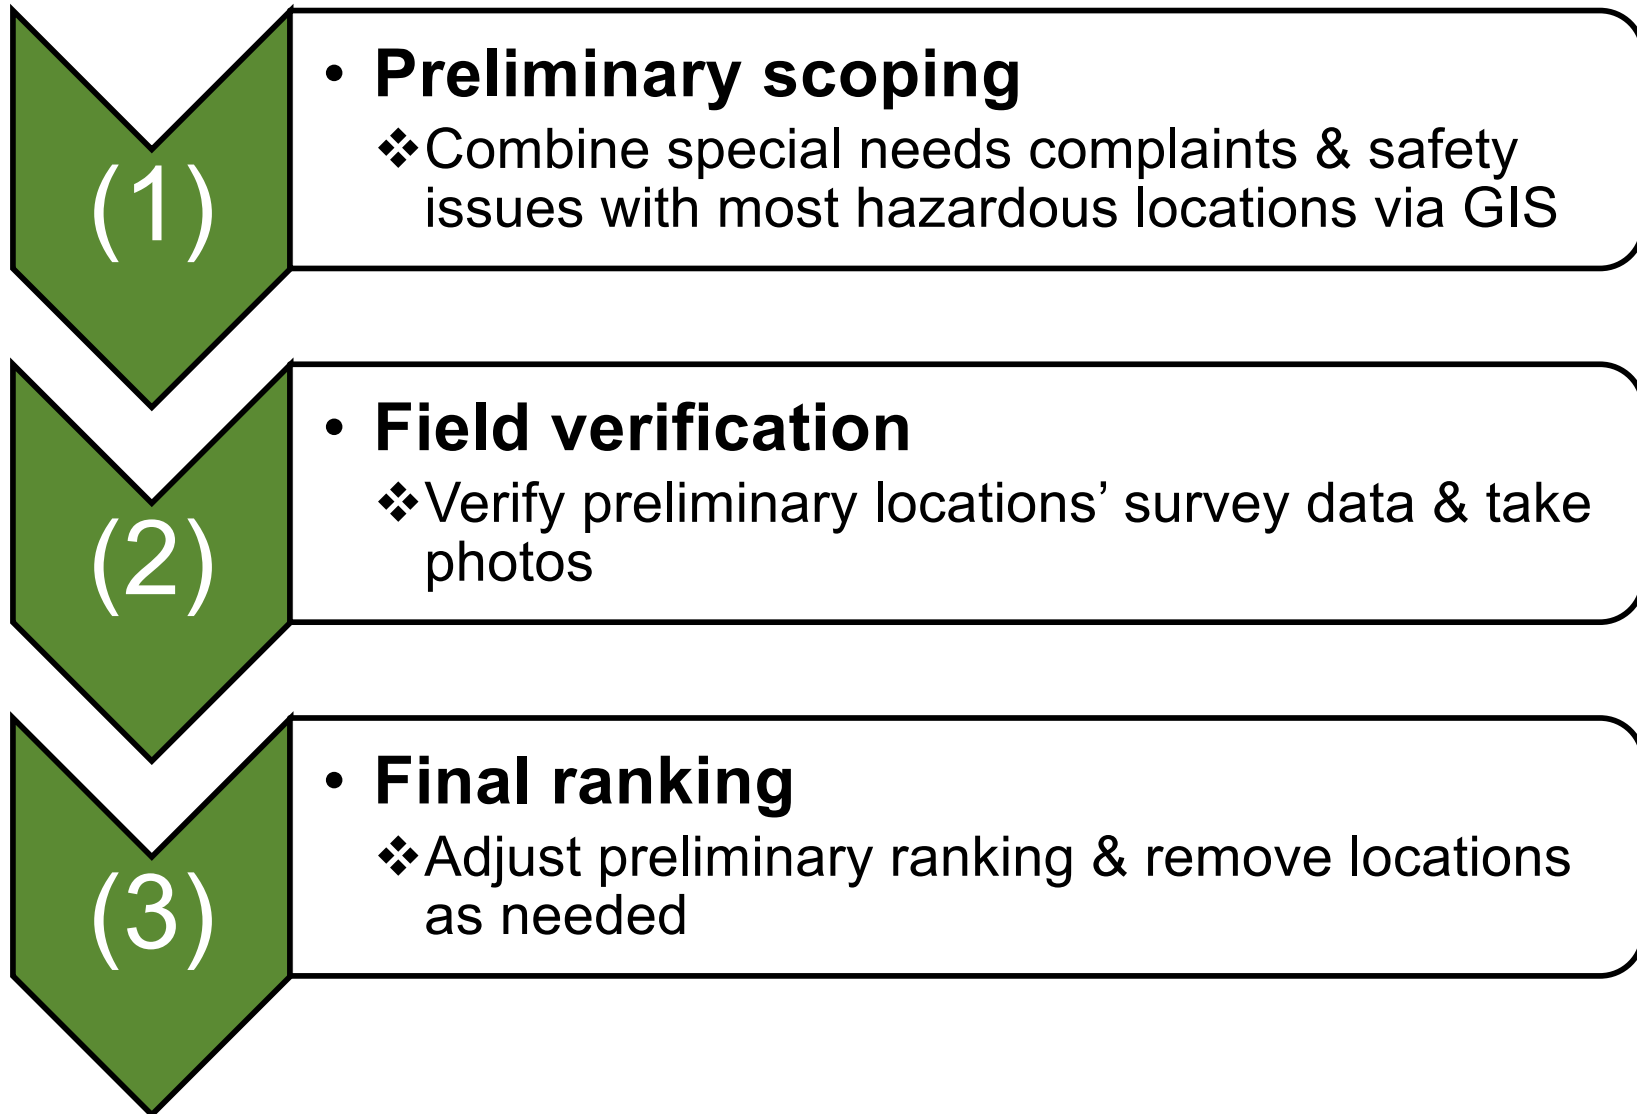 (1)
• Preliminary scoping
❖Combine special needs complaints & safety
issues with most hazardous locations via GIS
(2)
• Field verification
❖Verify preliminary locations’ survey data & take
photos
(3)
• Final ranking
❖Adjust preliminary ranking & remove locations
as needed